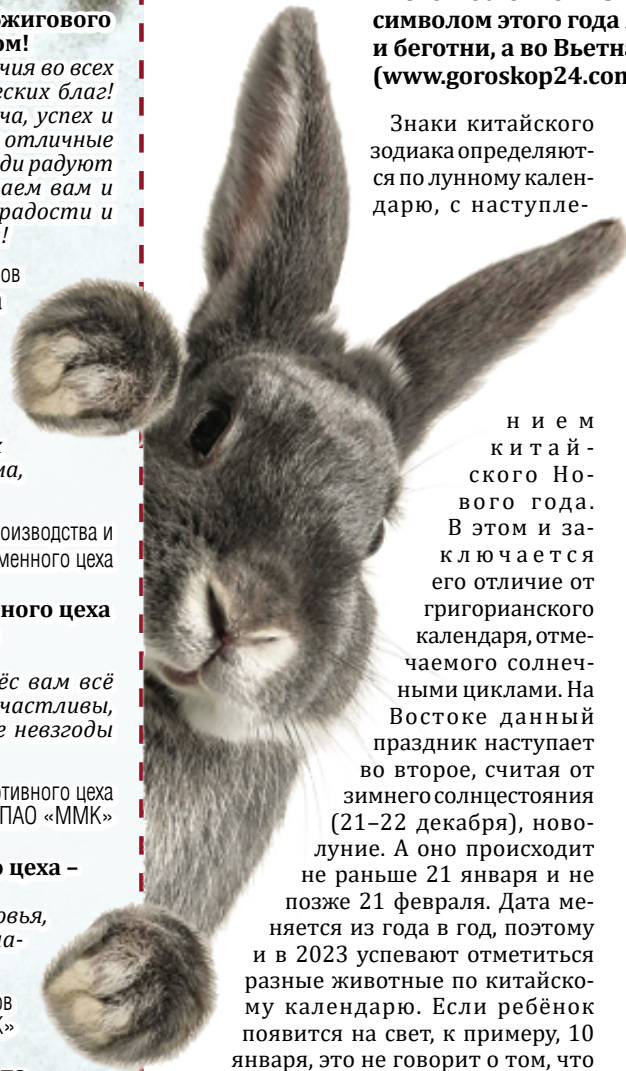 ожигового
ом!
чия во всех
еских благ!
ча, успех и
отличные
ди радуют
аем вам и
радости и
!
ов
а
ма,
оизводства и
менного цеха
ного цеха
ёс вам всё
частливы,
е невзгоды
отивного цеха
ПАО «ММК»
о цеха –
овья,
на-
ов
К»
символом этого года
и беготни, а во Вьетна
(www.goroskop24.com
Знаки китайского
зодиака определяют-
ся по лунному кален-
дарю, с наступле-
нием
китай-
ского Но-
вого года.
В этом и за-
ключается
его отличие от
григорианского
календаря, отме-
чаемого солнеч-
ными циклами. На
Востоке данный
праздник наступает
во второе, считая от
зимнего солнцестояния
(21–22 декабря), ново-
луние. А оно происходит
не раньше 21 января и не
позже 21 февраля. Дата ме-
няется из года в год, поэтому
и в 2023 успевают отметиться
разные животные по китайско-
му календарю. Если ребёнок
появится на свет, к примеру, 10
января, это не говорит о том, что